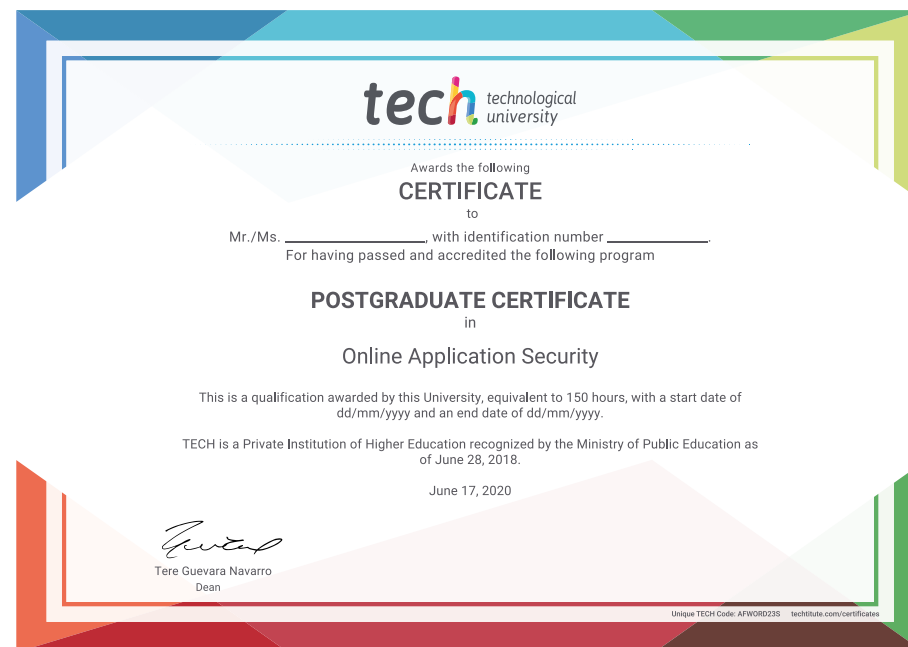 tech technological
university
Awards the following
CERTIFICATE
to
Mr./Ms. ____________, with identification number ____________.
For having passed and accredited the following program
POSTGRADUATE CERTIFICATE
in
Online Application Security
This is a qualification awarded by this University, equivalent to 150 hours, with a start date of
dd/mm/yyyy and an end date of dd/mm/yyyy.
TECH is a Private Institution of Higher Education recognized by the Ministry of Public Education as
of June 28, 2018.
June 17, 2020
Tere Guevara Navarro
Dean
Unique TECH Code: AFWORD23S techtitute.com/certificates